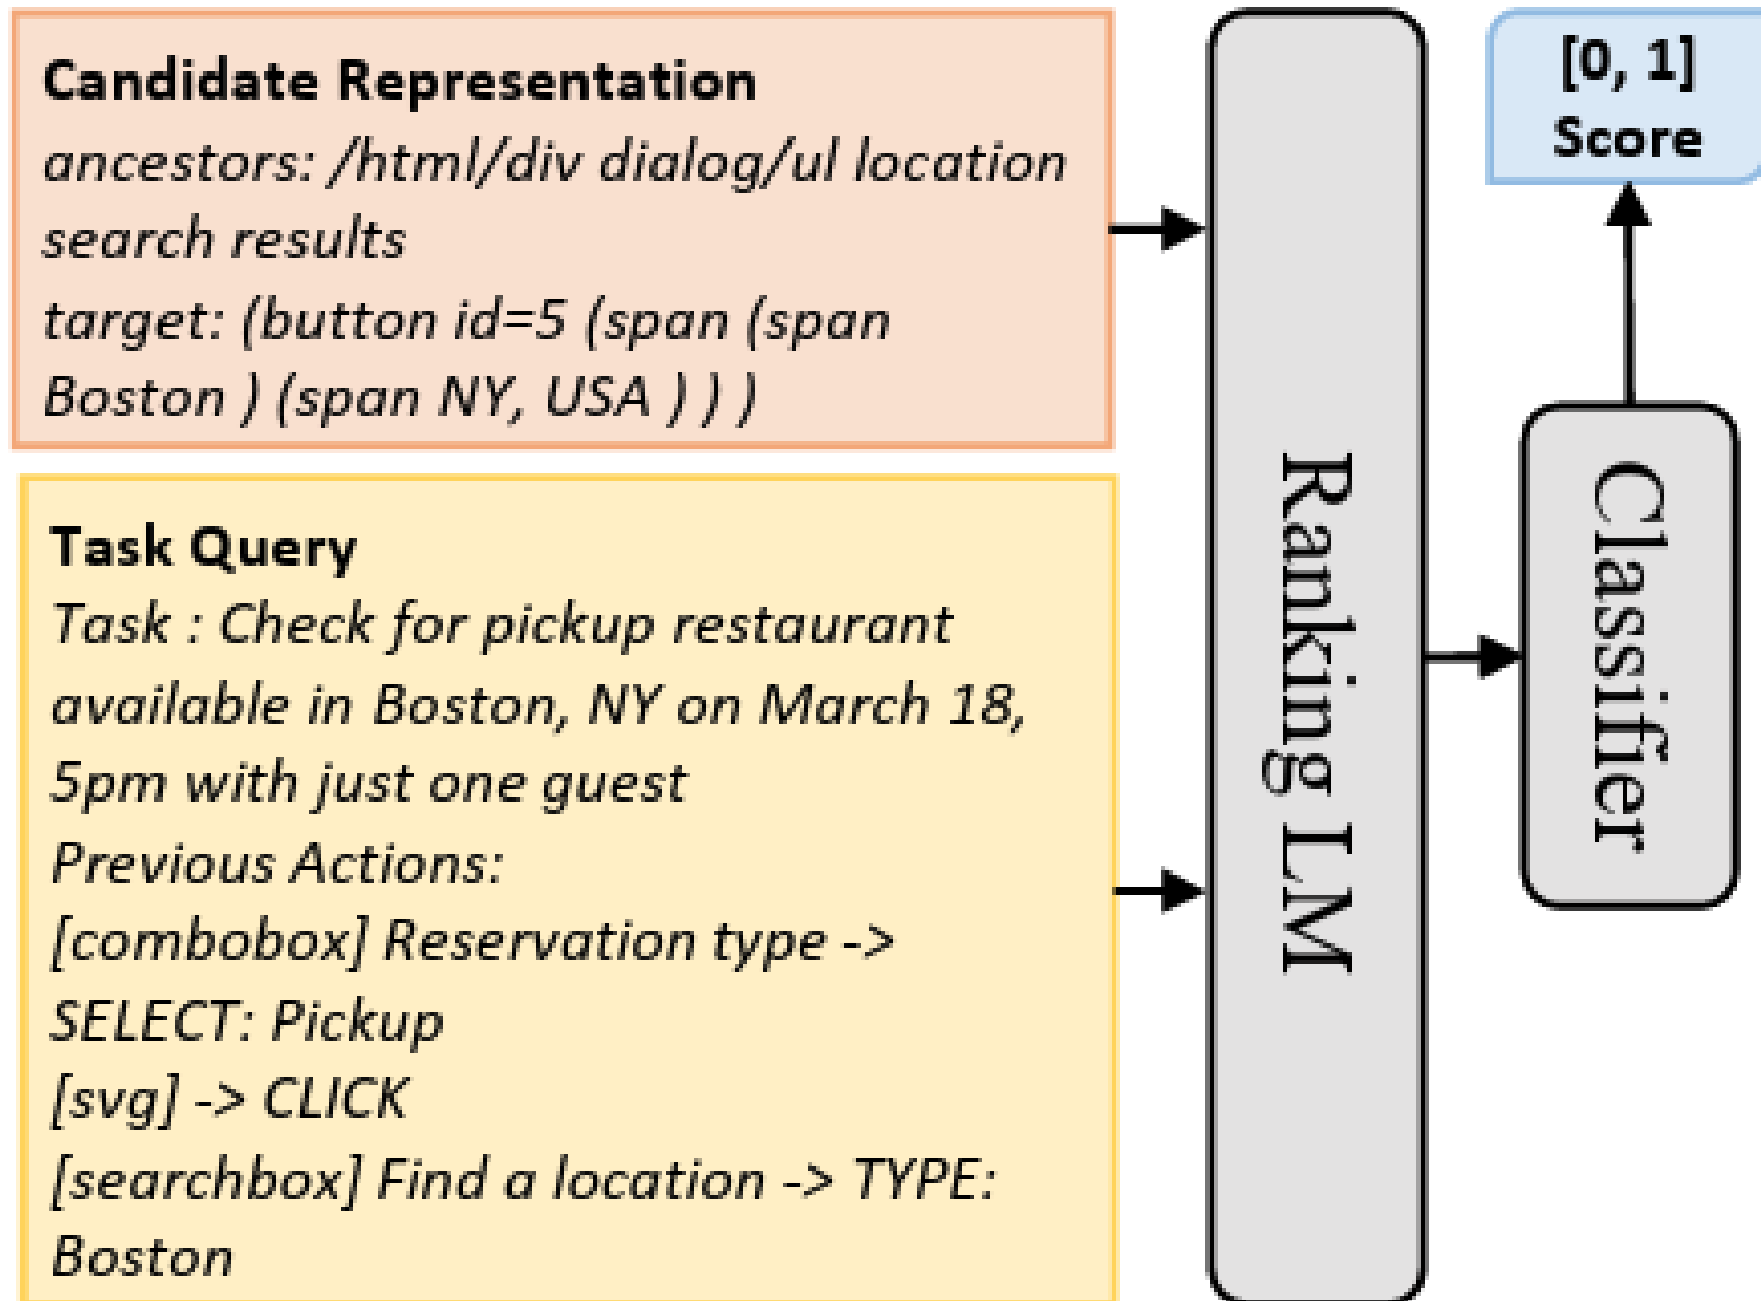 Candidate Representation
ancestors: /html/div dialog/ul location
search results
target: (button id=5 (span (span
Boston ) (span NY, USA ) ) )
Task Query
Task : Check for pickup restaurant
available in Boston, NY on March 18,
5pm with just one guest
Previous Actions:
[combobox] Reservation type ->
SELECT: Pickup
[svg] -> CLICK
[searchbox] Find a location -> TYPE:
Boston
Ranking LM
Classifier
[0, 1]
Score